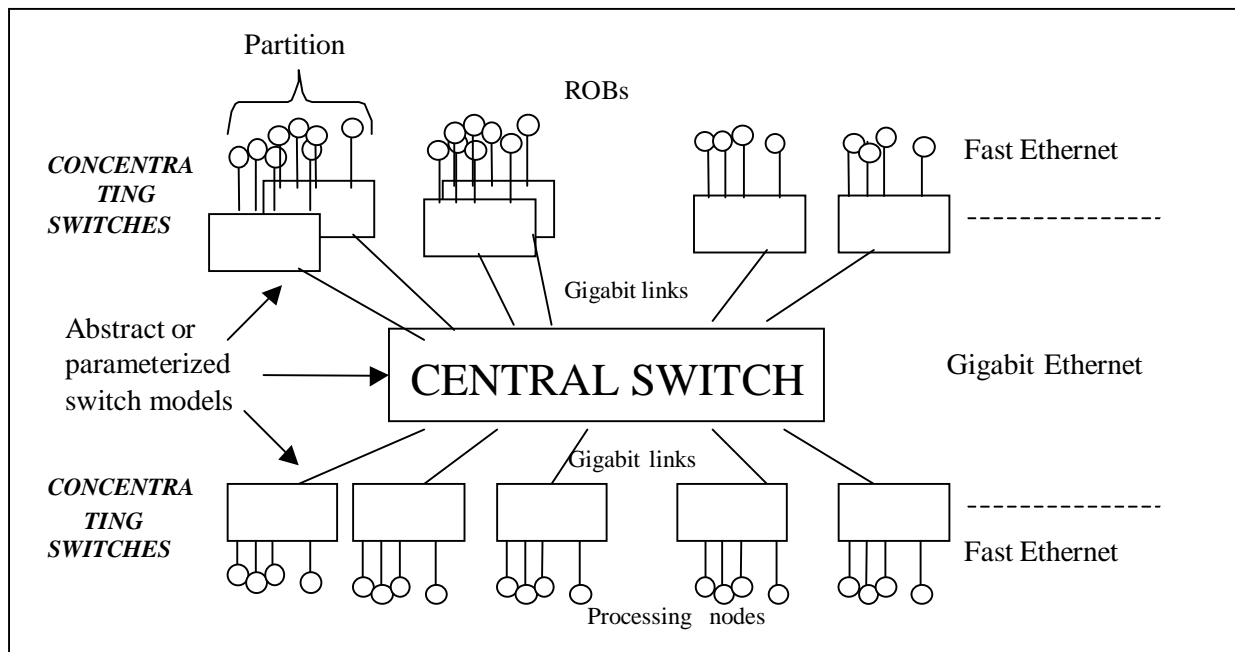 Partition
ROBs
CONCENTRA
TING
SWITCHES
Fast Ethernet
Gigabit links
Abstract or
parameterized
switch models
CENTRAL SWITCH
Gigabit Ethernet
Gigabit links
CONCENTRA
TING
SWITCHES
Fast Ethernet
Processing nodes